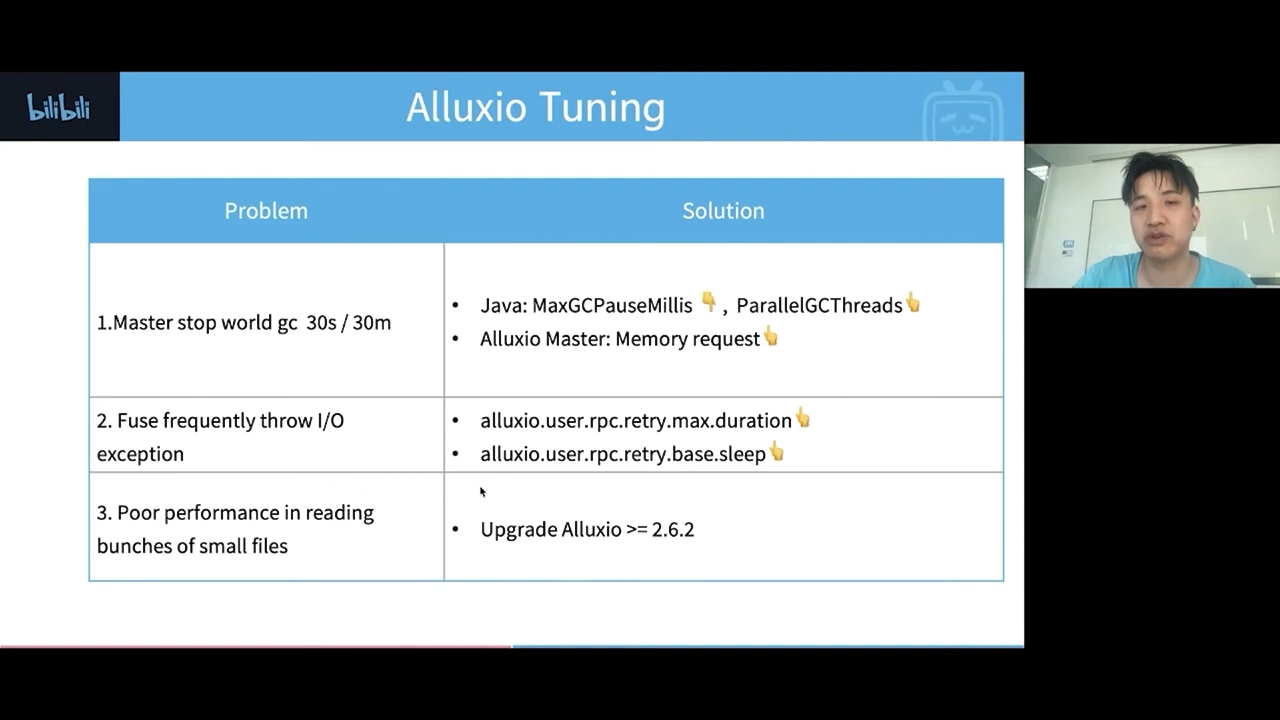 bilibili
Alluxio Tuning
Problem
Solution
1.Master stop world gc 30s / 30m
• Java: MaxGCPauseMillis 👇 , ParallelGCThreads👆
• Alluxio Master: Memory request👆
2. Fuse frequently throw I/O
exception
• alluxio.user.rpc.retry.max.duration👆
• alluxio.user.rpc.retry.base.sleep👆
3. Poor performance in reading
bunches of small files
• Upgrade Alluxio >= 2.6.2